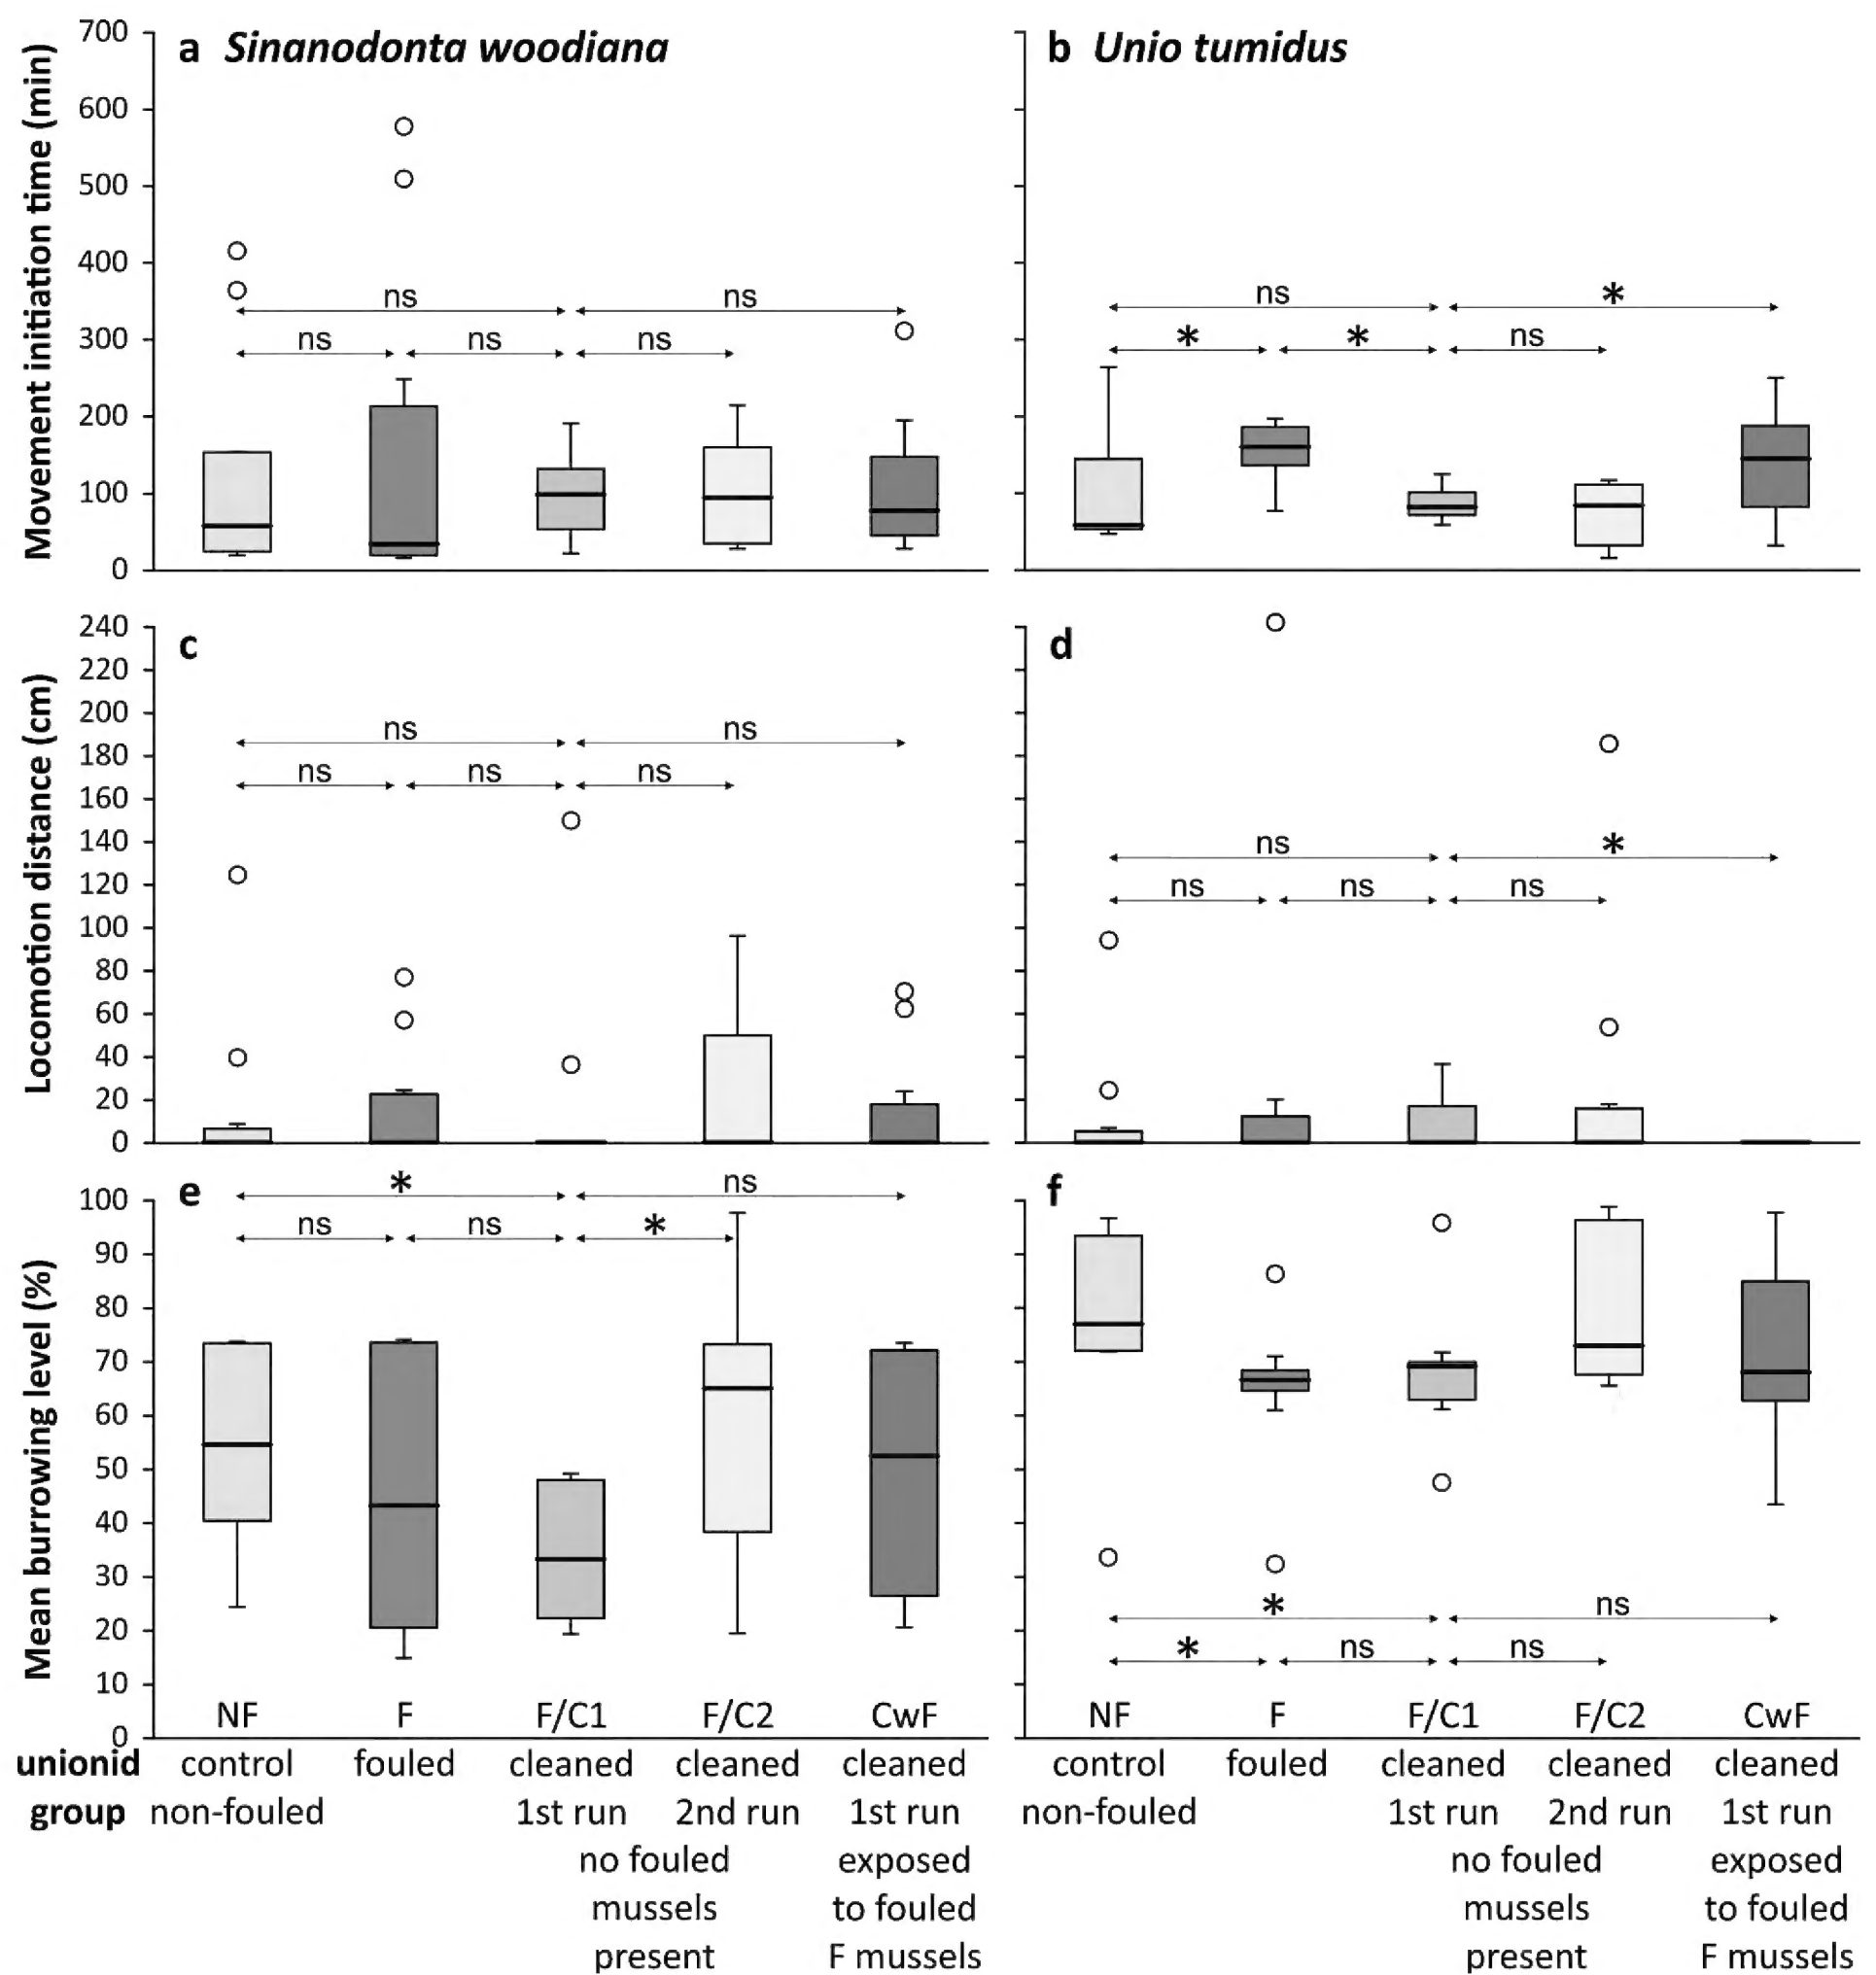 a Sinanodonta woodiana
b Unio tumidus
Movement initiation time (min)
700
600
500
400
300
200
100
0
ns ns
ns ns ns
ns *
* * ns
c
d
Locomotion distance (cm)
240
220
200
180
160
140
120
100
80
60
40
20
0
ns ns
ns ns ns
ns *
ns ns ns
e
f
Mean burrowing level (%)
100
90
80
70
60
50
40
30
20
10
0
* ns
ns ns *
* ns
* ns ns
NF F F/C1 F/C2 CwF NF F F/C1 F/C2 CwF
unionid control fouled cleaned cleaned cleaned control fouled cleaned cleaned cleaned
group non-fouled 1st run 2nd run 1st run non-fouled 1st run 2nd run 1st run
no fouled exposed no fouled exposed
mussels to fouled mussels to fouled
present F mussels present F mussels